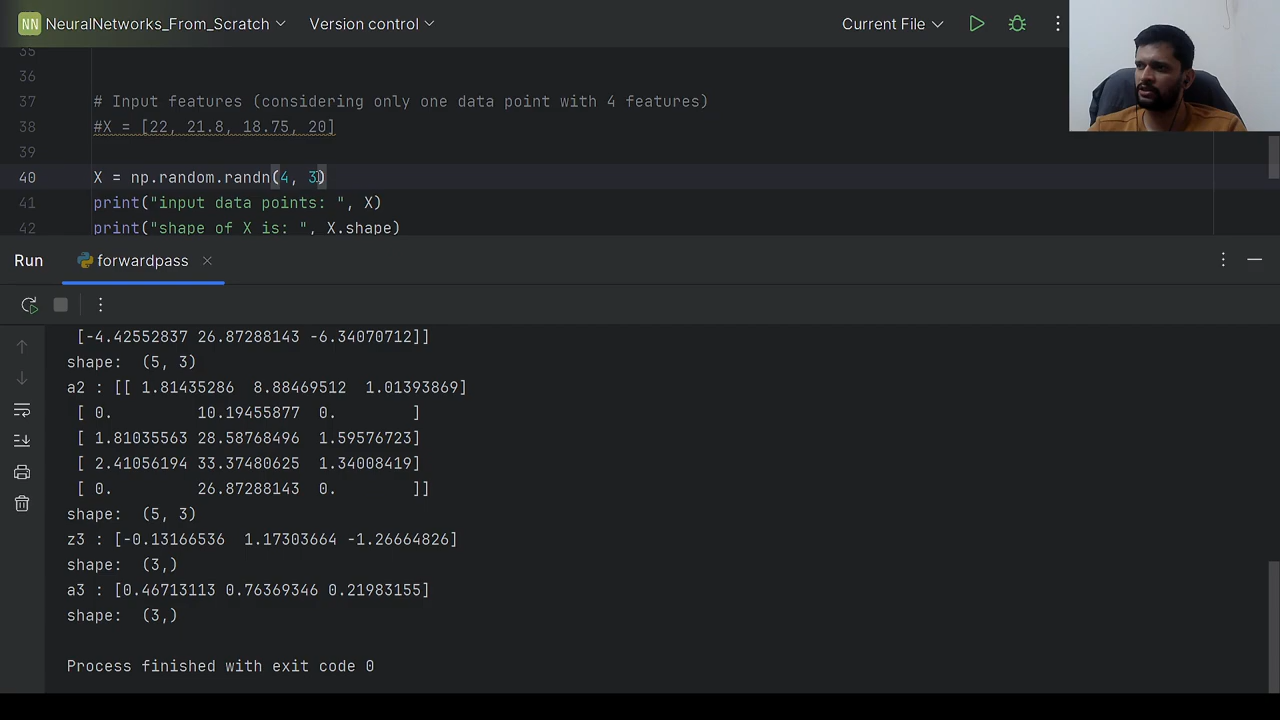 NN NeuralNetworks_From_Scratch Version control Current File
35
36
37 # Input features (considering only one data point with 4 features)
38 #X = [22, 21.8, 18.75, 20]
39
40 X = np.random.randn(4, 3)
41 print("input data points: ", X)
42 print("shape of X is: ", X.shape)
Run forwardpass
[-4.42552837 26.87288143 -6.34070712]]
shape:  (5, 3)
a2 : [[ 1.81435286  8.88469512  1.01393869]
[ 0.         10.19455877  0.        ]
[ 1.81035563 28.58768496  1.59576723]
[ 2.41056194 33.37480625  1.34008419]
[ 0.         26.87288143  0.        ]]
shape:  (5, 3)
z3 : [-0.13166536  1.17303664 -1.26664826]
shape:  (3,)
a3 : [0.46713113 0.76369346 0.21983155]
shape:  (3,)
Process finished with exit code 0